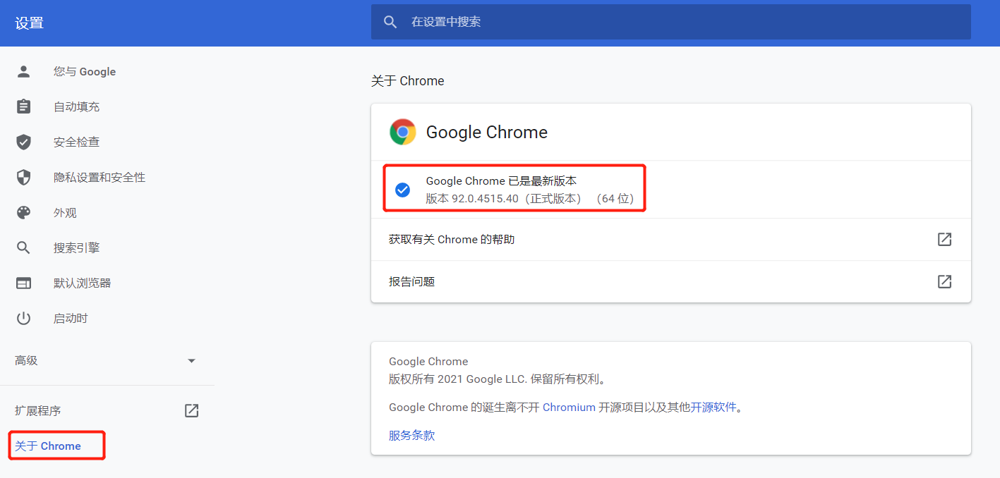 设置
在设置中搜索
您与 Google
自动填充
安全检查
隐私设置和安全性
外观
搜索引擎
默认浏览器
启动时
高级
扩展程序
关于 Chrome
关于 Chrome
Google Chrome
Google Chrome 已是最新版本
版本 92.0.4515.40（正式版本） （64 位）
获取有关 Chrome 的帮助
报告问题
Google Chrome
版权所有 2021 Google LLC. 保留所有权利。
Google Chrome 的诞生离不开 Chromium 开源项目以及其他开源软件。
服务条款